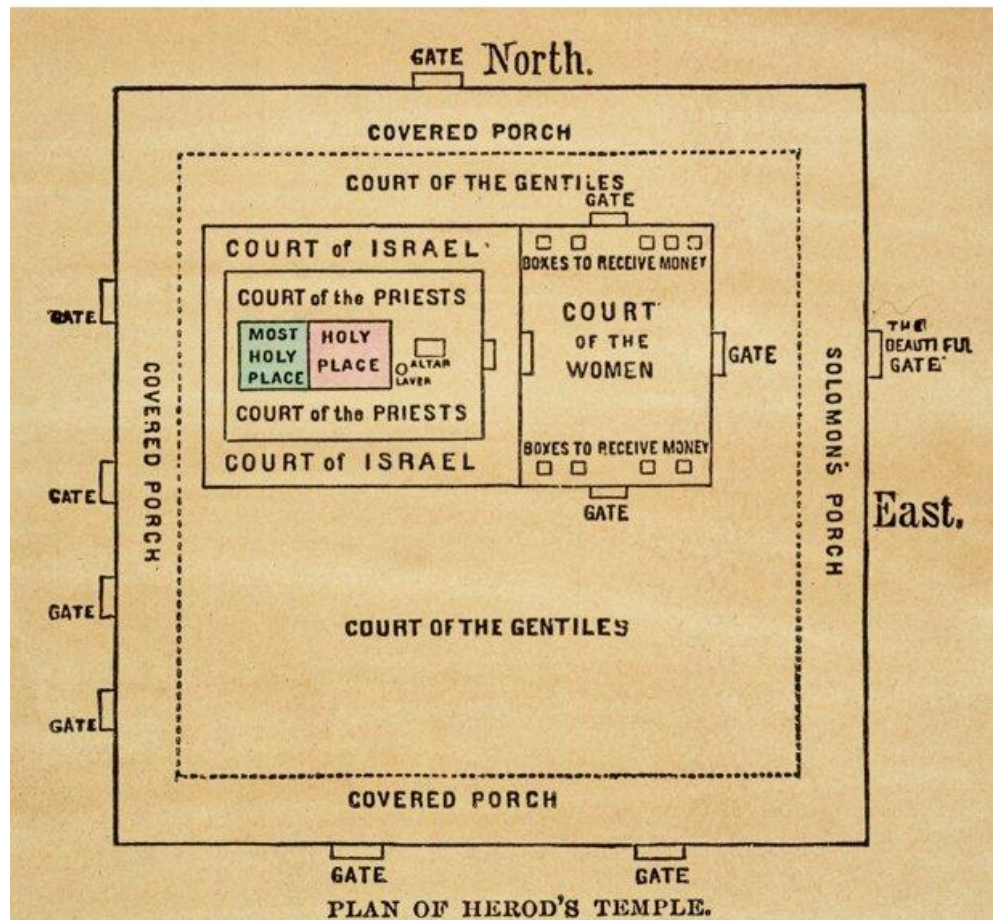 GATE North.
COVERED PORCH
COURT OF THE GENTILES
GATE
COURT of ISRAEL
BOXES TO RECEIVE MONEY
COURT of the PRIESTS
COURT
OF THE
WOMEN
MOST
HOLY
PLACE
HOLY
PLACE
ALTAR
LAVER
COURT of the PRIESTS
COURT of ISRAEL
BOXES TO RECEIVE MONEY
GATE
GATE
THE
BEAUTIFUL
GATE
GATE
GATE
GATE
GATE
COVERED PORCH
SOLOMON'S PORCH
East.
COURT OF THE GENTILES
COVERED PORCH
GATE
GATE
PLAN OF HEROD'S TEMPLE.